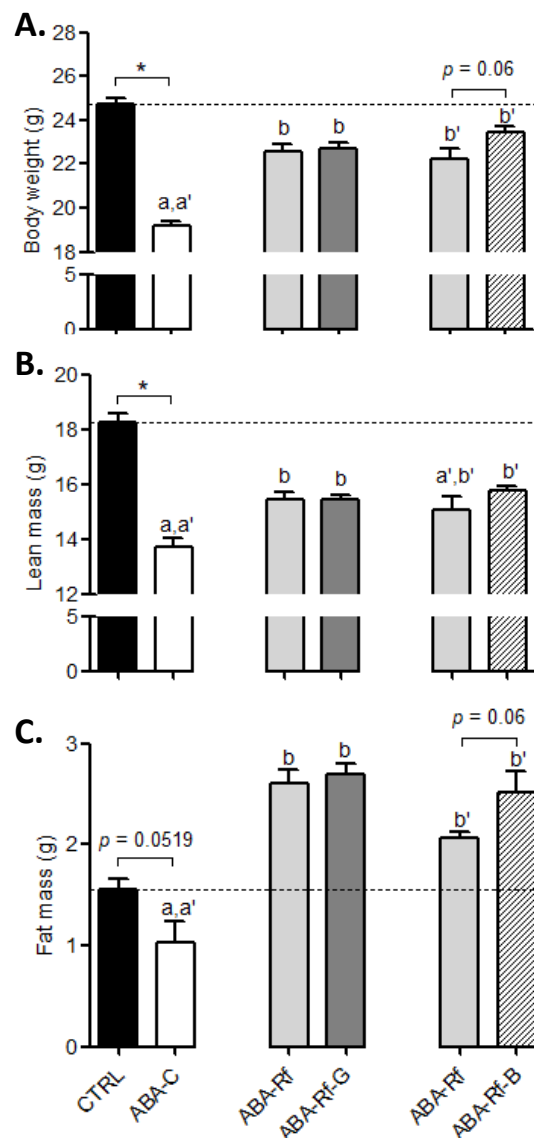 A.
Body weight (g)
28
26
24
22
20
18
5
0
*
a,a'
b
b
p = 0.06
b'
b'
B.
Lean mass (g)
20
18
16
14
12
5
0
*
a,a'
b
b
a',b'
b'
C.
Fat mass (g)
3
2
1
0
p = 0.0519
a,a'
b
b
p = 0.06
b'
b'
CTRL
ABA-C
ABA-Rf
ABA-Rf-G
ABA-Rf
ABA-Rf-B